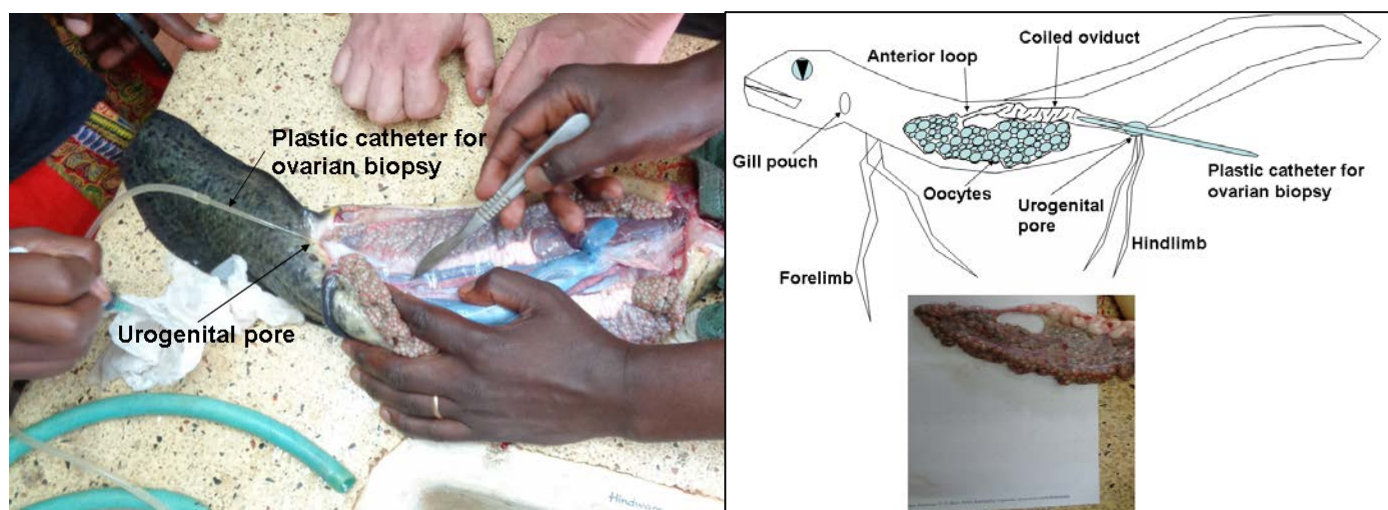 Plastic catheter for
ovarian biopsy
Urogenital pore
Hindwar
Anterior loop
Coiled oviduct
Gill pouch
Oocytes
Urogenital
pore
Plastic catheter for
ovarian biopsy
Hindlimb
Forelimb